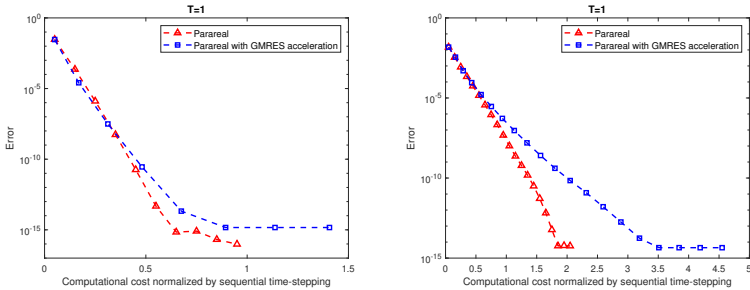 T=1
10^0
10^-5
10^-10
10^-15
Error
0
0.5
1
1.5
Computational cost normalized by sequential time-stepping
Parareal
Parareal with GMRES acceleration
T=1
10^0
10^-5
10^-10
10^-15
Error
0 0.5 1 1.5 2 2.5 3 3.5 4 4.5 5
Computational cost normalized by sequential time-stepping
Parareal
Parareal with GMRES acceleration